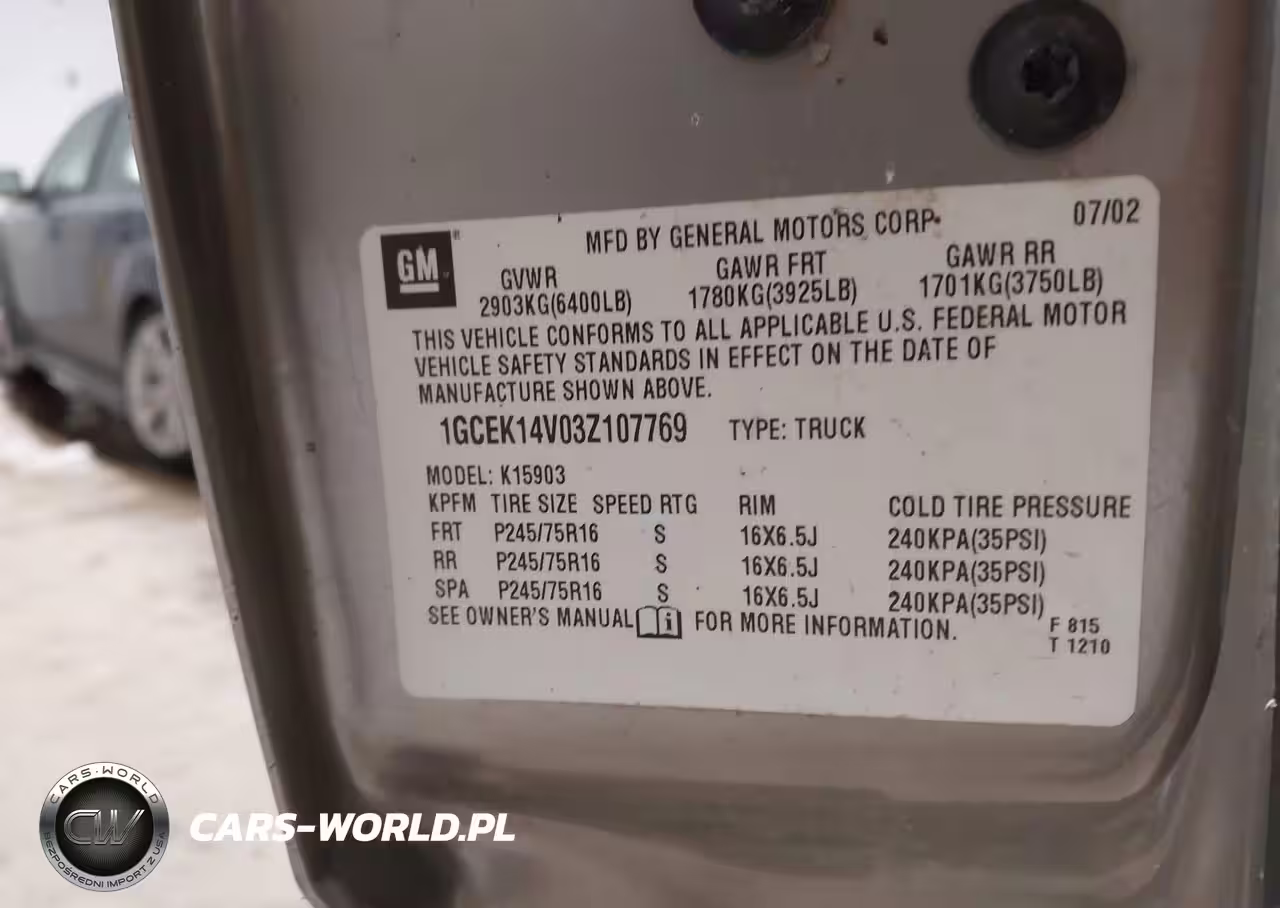 MFD BY GENERAL MOTORS CORP. 07/02
GM
GVWR GAWR FRT GAWR RR
2903KG(6400LB) 1780KG(3925LB) 1701KG(3750LB)
THIS VEHICLE CONFORMS TO ALL APPLICABLE U.S. FEDERAL MOTOR
VEHICLE SAFETY STANDARDS IN EFFECT ON THE DATE OF
MANUFACTURE SHOWN ABOVE.
1GCEK14V03Z107769 TYPE: TRUCK
MODEL: K15903
KPFM TIRE SIZE SPEED RTG RIM COLD TIRE PRESSURE
FRT P245/75R16 S 16X6.5J 240KPA(35PSI)
RR P245/75R16 S 16X6.5J 240KPA(35PSI)
SPA P245/75R16 S 16X6.5J 240KPA(35PSI)
SEE OWNER'S MANUAL i FOR MORE INFORMATION.
F 815
T 1210
CARS-WORLD
CW
BEZPOŚREDNI IMPORT Z USA
CARS-WORLD.PL